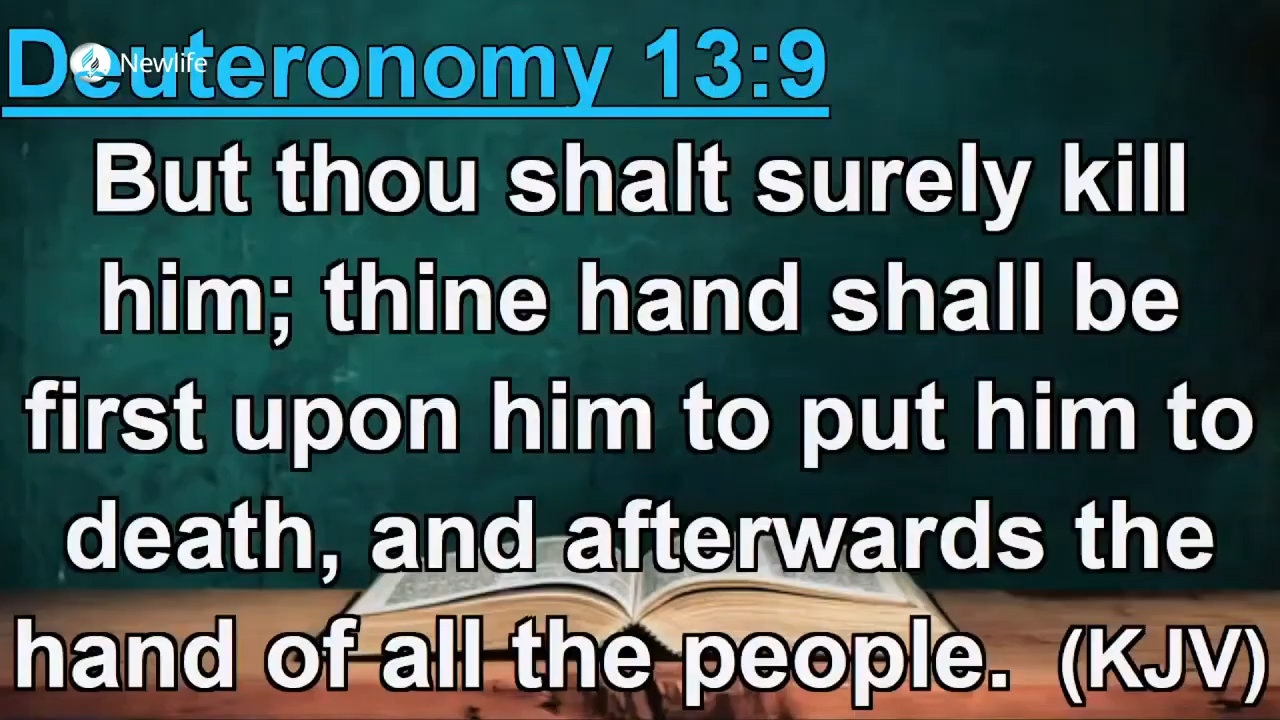 Deuteronomy 13:9
Newlife
But thou shalt surely kill
him; thine hand shall be
first upon him to put him to
death, and afterwards the
hand of all the people. (KJV)